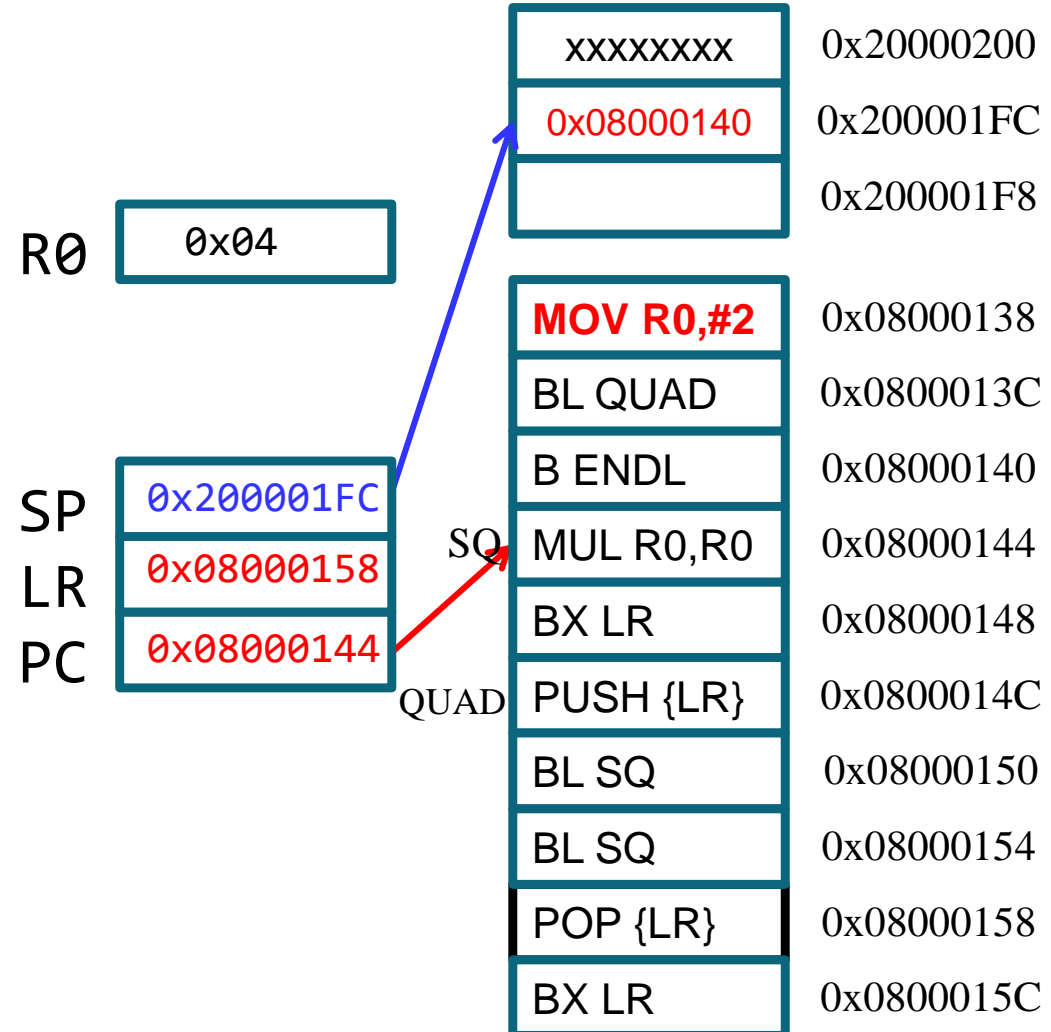 xxxxxxxx 0x20000200
0x08000140 0x200001FC
0x200001F8
R0 0x04
MOV R0,#2 0x08000138
BL QUAD 0x0800013C
SP 0x200001FC B ENDL 0x08000140
LR 0x08000158 SQ MUL R0,R0 0x08000144
PC 0x08000144 BX LR 0x08000148
QUAD PUSH {LR} 0x0800014C
BL SQ 0x08000150
BL SQ 0x08000154
POP {LR} 0x08000158
BX LR 0x0800015C